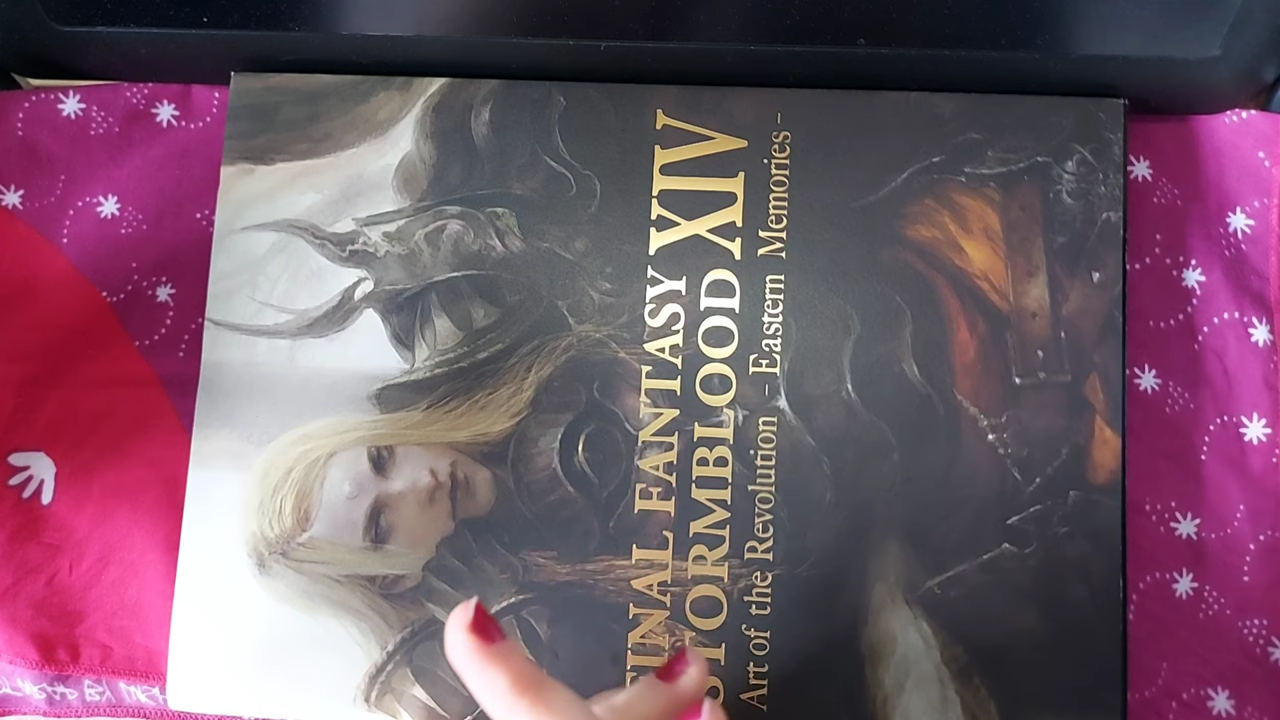 FINAL FANTASY XIV
STORMBLOOD
Art of the Revolution - Eastern Memories -